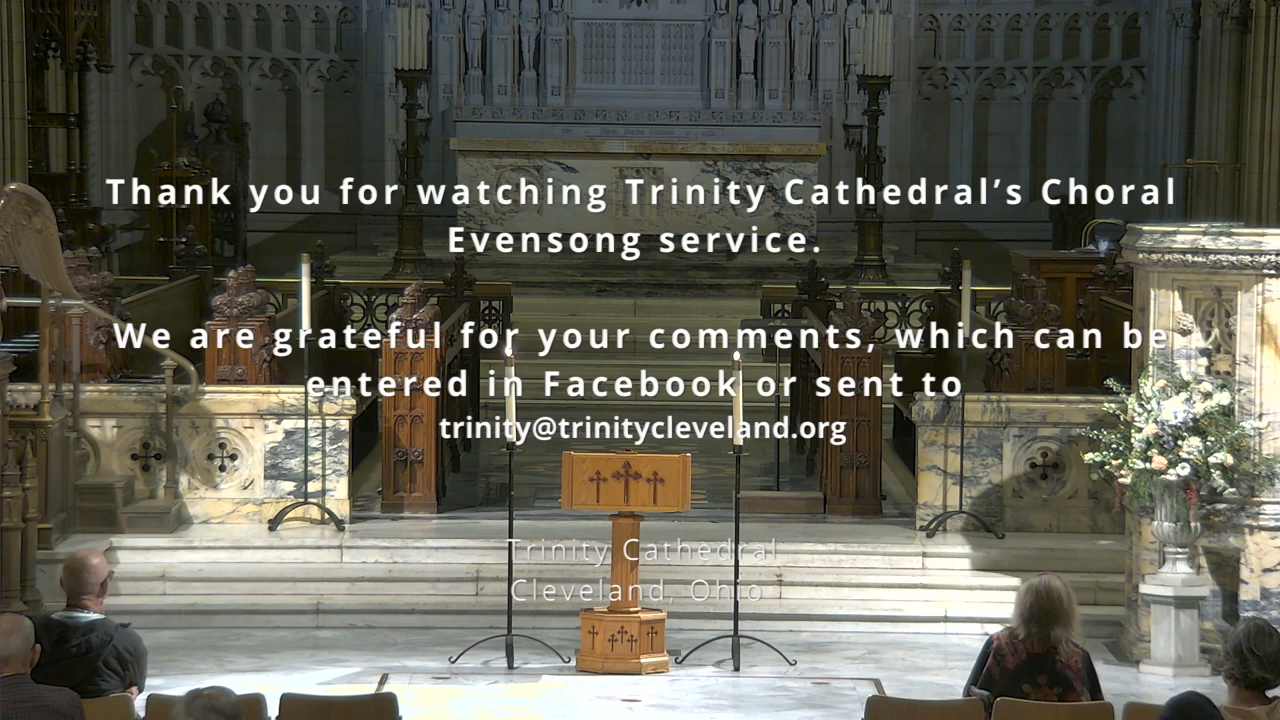 Thank you for watching Trinity Cathedral’s Choral
Evensong service.
We are grateful for your comments, which can be
entered in Facebook or sent to
trinity@trinitycleveland.org
Trinity Cathedral
Cleveland, Ohio